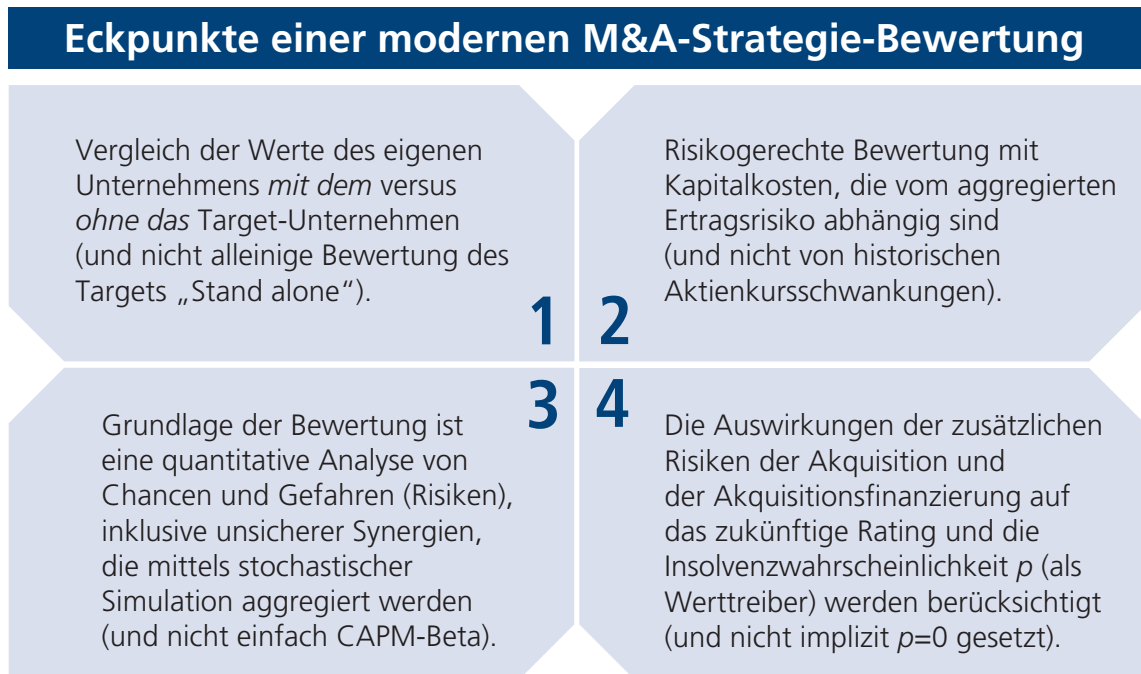 Eckpunkte einer modernen M&A-Strategie-Bewertung
Vergleich der Werte des eigenen
Unternehmens mit dem versus
ohne das Target-Unternehmen
(und nicht alleinige Bewertung des
Targets „Stand alone“).
1
Risikogerechte Bewertung mit
Kapitalkosten, die vom aggregierten
Ertragsrisiko abhängig sind
(und nicht von historischen
Aktienkursschwankungen).
2
3
Grundlage der Bewertung ist
eine quantitative Analyse von
Chancen und Gefahren (Risiken),
inklusive unsicherer Synergien,
die mittels stochastischer
Simulation aggregiert werden
(und nicht einfach CAPM-Beta).
4
Die Auswirkungen der zusätzlichen
Risiken der Akquisition und
der Akquisitionsfinanzierung auf
das zukünftige Rating und die
Insolvenzwahrscheinlichkeit p (als
Werttreiber) werden berücksichtigt
(und nicht implizit p=0 gesetzt).